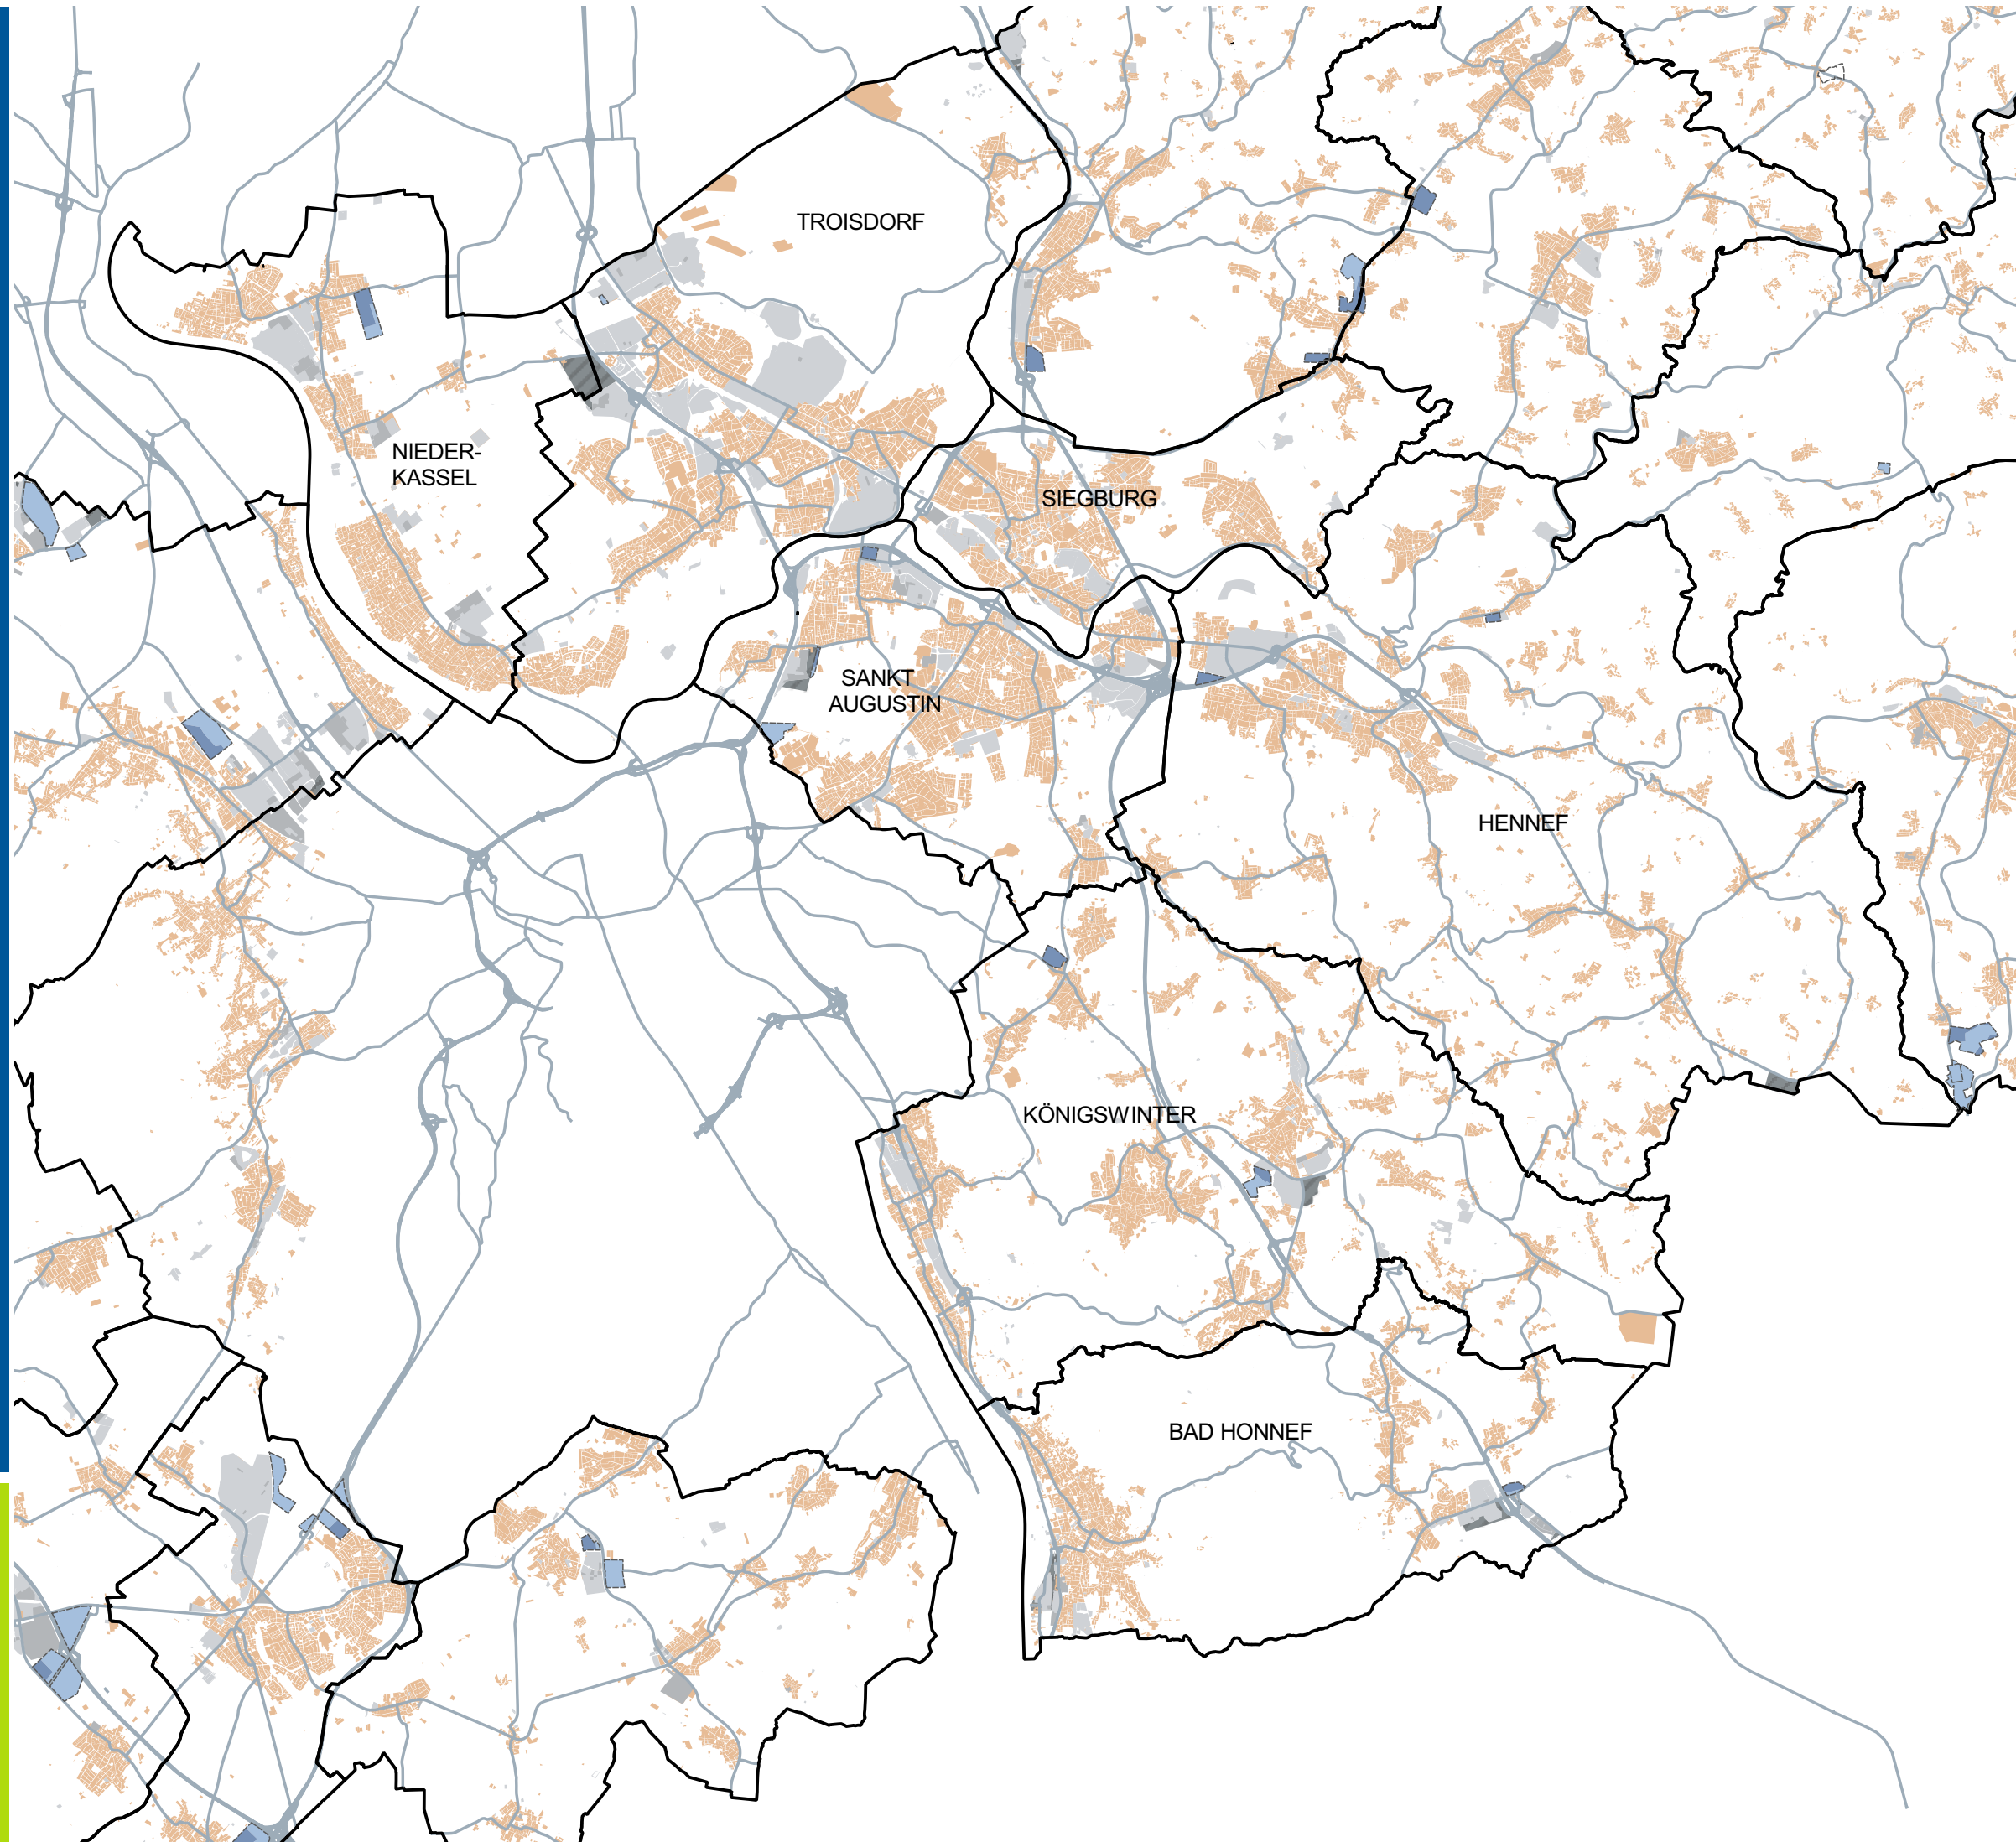 TROISDORF
NIEDER-
KASSEL
SIEGBURG
SANKT
AUGUSTIN
HENNEF
KÖNIGSWINTER
BAD HONNEF